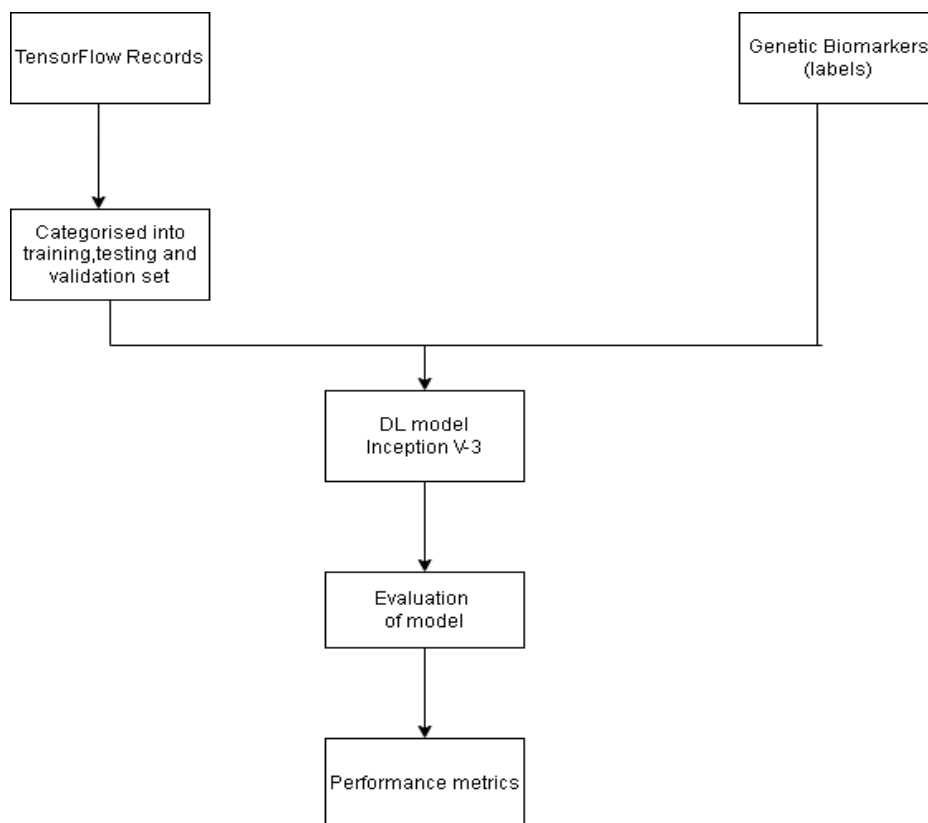 TensorFlow Records
Genetic Biomarkers
(labels)
Categorised into
training,testing and
validation set
DL model
Inception V-3
Evaluation
of model
Performance metrics